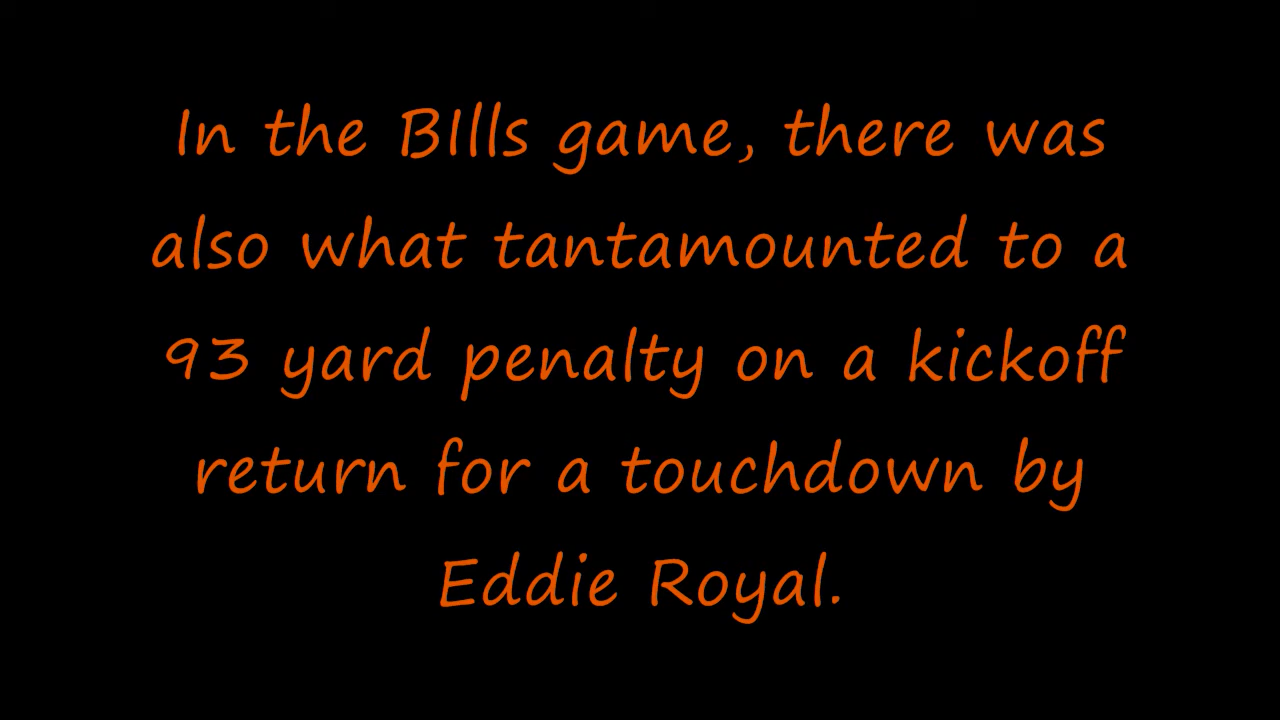 In the BIlls game, there was
also what tantamounted to a
93 yard penalty on a kickoff
return for a touchdown by
Eddie Royal.